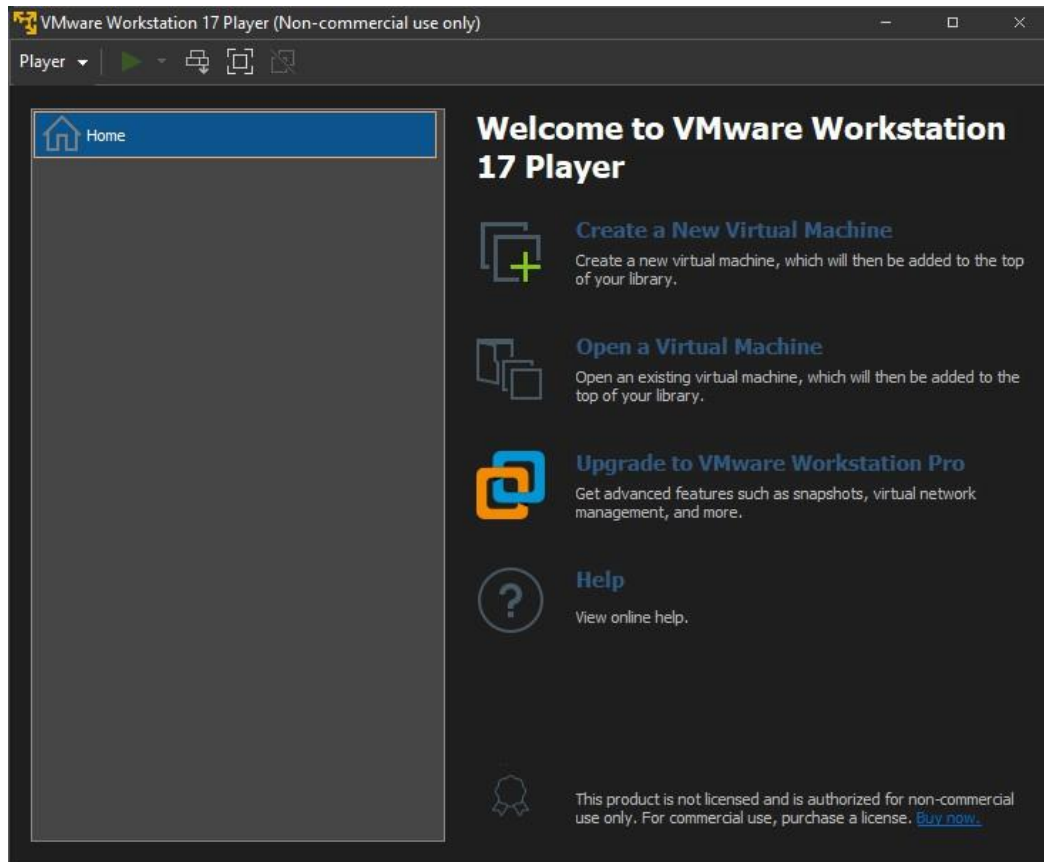 VMware Workstation 17 Player (Non-commercial use only)
Player
Home
Welcome to VMware Workstation
17 Player
Create a New Virtual Machine
Create a new virtual machine, which will then be added to the top
of your library.
Open a Virtual Machine
Open an existing virtual machine, which will then be added to the
top of your library.
Upgrade to VMware Workstation Pro
Get advanced features such as snapshots, virtual network
management, and more.
Help
View online help.
This product is not licensed and is authorized for non-commercial
use only. For commercial use, purchase a license. Buy now.